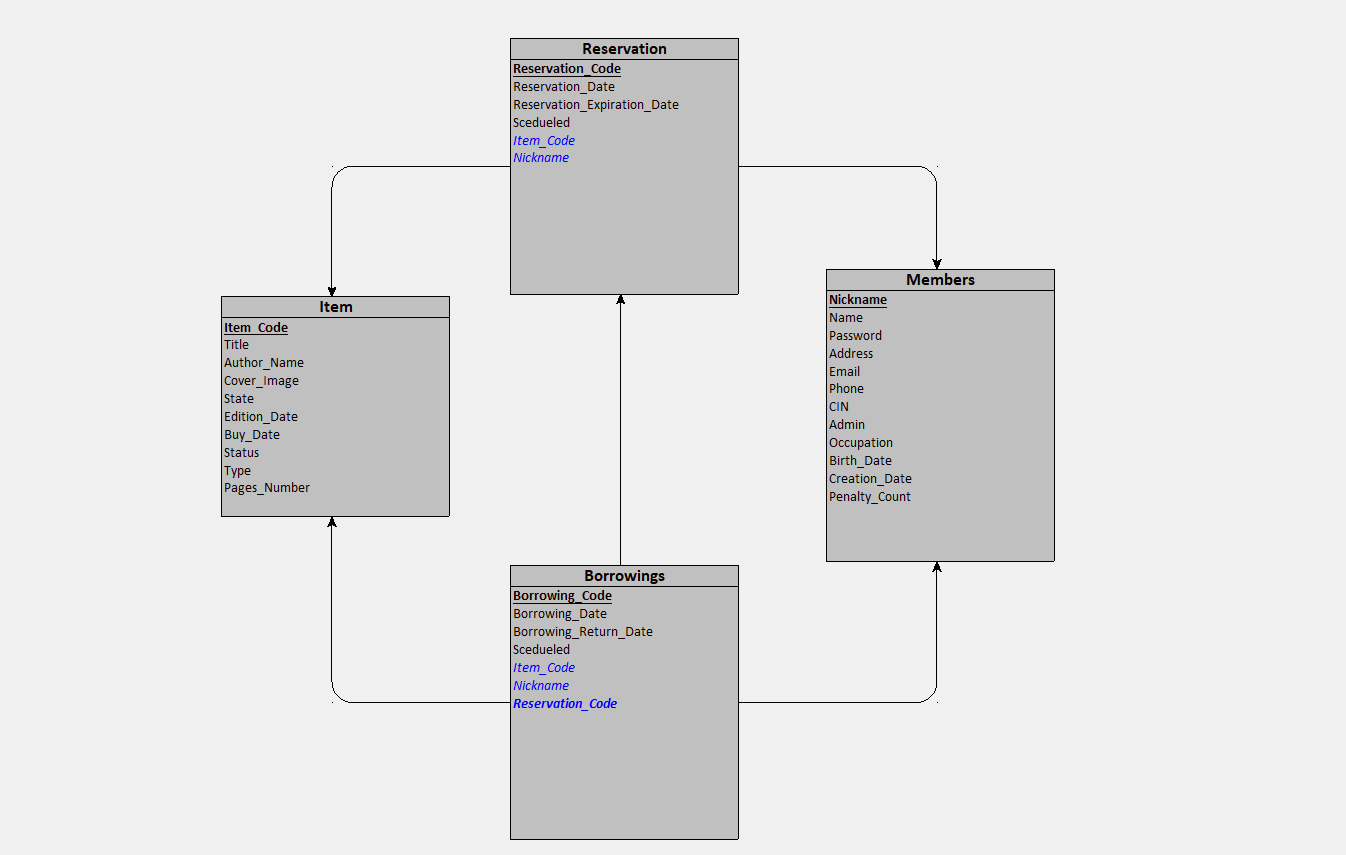 Reservation
Reservation_Code
Reservation_Date
Reservation_Expiration_Date
Scedueled
Item_Code
Nickname
Item
Item_Code
Title
Author_Name
Cover_Image
State
Edition_Date
Buy_Date
Status
Type
Pages_Number
Members
Nickname
Name
Password
Address
Email
Phone
CIN
Admin
Occupation
Birth_Date
Creation_Date
Penalty_Count
Borrowings
Borrowing_Code
Borrowing_Date
Borrowing_Return_Date
Scedueled
Item_Code
Nickname
Reservation_Code